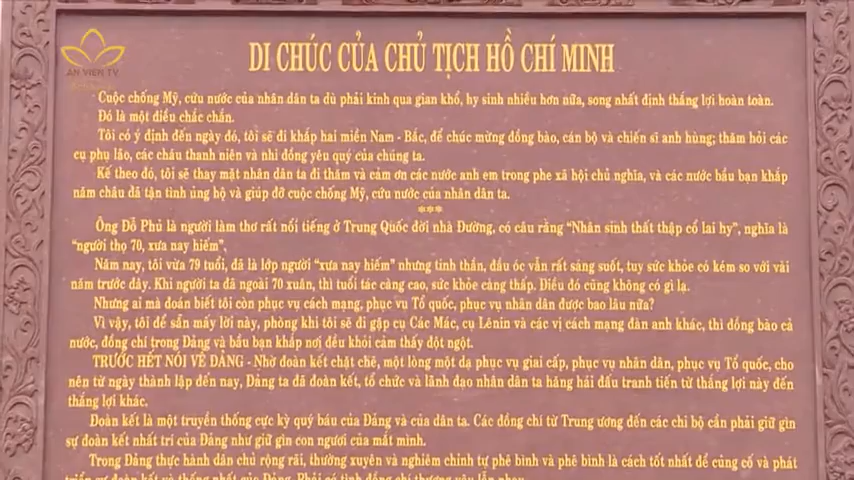 AN VIEN TV
DI CHÚC CỦA CHỦ TỊCH HỒ CHÍ MINH
Cuộc chống Mỹ, cứu nước của nhân dân ta dù phải kinh qua gian khổ, hy sinh nhiều hơn nữa, song nhất định thắng lợi hoàn toàn.
Đó là một điều chắc chắn.
Tôi có ý định đến ngày đó, tôi sẽ đi khắp hai miền Nam - Bắc, để chúc mừng đồng bào, cán bộ và chiến sĩ anh hùng; thăm hỏi các
cụ phụ lão, các cháu thanh niên và nhi đồng yêu quý của chúng ta.
Kế theo đó, tôi sẽ thay mặt nhân dân ta đi thăm và cảm ơn các nước anh em trong phe xã hội chủ nghĩa, và các nước bầu bạn khắp
năm châu đã tận tình ủng hộ và giúp đỡ cuộc chống Mỹ, cứu nước của nhân dân ta.
***
Ông Đỗ Phủ là người làm thơ rất nổi tiếng ở Trung Quốc đời nhà Đường, có câu rằng "Nhân sinh thất thập cổ lai hy", nghĩa là
"người thọ 70, xưa nay hiếm".
Năm nay, tôi vừa 79 tuổi, đã là lớp người "xưa nay hiếm" nhưng tinh thần, đầu óc vẫn rất sáng suốt, tuy sức khỏe có kém so với vài
năm trước đây. Khi người ta đã ngoài 70 xuân, thì tuổi tác càng cao, sức khỏe càng thấp. Điều đó cũng không có gì lạ.
Nhưng ai mà đoán biết tôi còn phục vụ cách mạng, phục vụ Tổ quốc, phục vụ nhân dân được bao lâu nữa?
Vì vậy, tôi để sẵn mấy lời này, phòng khi tôi sẽ đi gặp cụ Các Mác, cụ Lênin và các vị cách mạng đàn anh khác, thì đồng bào cả
nước, đồng chí trong Đảng và bầu bạn khắp nơi đều khỏi cảm thấy đột ngột.
TRƯỚC HẾT NÓI VỀ ĐẢNG - Nhờ đoàn kết chặt chẽ, một lòng một dạ phục vụ giai cấp, phục vụ nhân dân, phục vụ Tổ quốc, cho
nên từ ngày thành lập đến nay, Đảng ta đã đoàn kết, tổ chức và lãnh đạo nhân dân ta hăng hái đấu tranh tiến từ thắng lợi này đến
thắng lợi khác.
Đoàn kết là một truyền thống cực kỳ quý báu của Đảng và của dân ta. Các đồng chí từ Trung ương đến các chi bộ cần phải giữ gìn
sự đoàn kết nhất trí của Đảng như giữ gìn con ngươi của mắt mình.
Trong Đảng thực hành dân chủ rộng rãi, thường xuyên và nghiêm chỉnh tự phê bình và phê bình là cách tốt nhất để củng cố và phát
triển sự đoàn kết và thống nhất của Đảng. Phải có tình đồng chí thương yêu lẫn nhau.